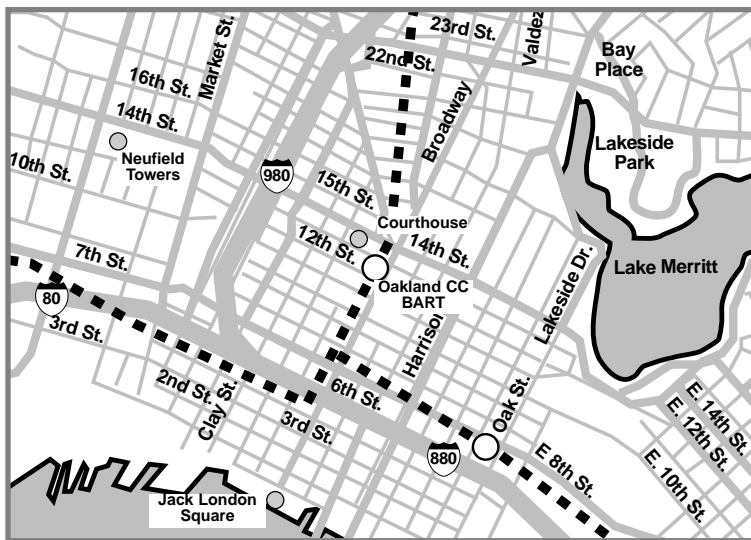 23rd St.
Valdez
Market St.
22nd St.
Bay
Place
16th St.
14th St.
Broadway
Lakeside
Park
Neufield
Towers
10th St.
980
15th St.
Courthouse
12th St.
14th St.
7th St.
Oakland CC
BART
Lake Merritt
Lakeside Dr.
80
3rd St.
Harrison
2nd St.
6th St.
Clay St.
3rd St.
Oak St.
E. 14th St.
E. 12th St.
880
E 8th St.
E. 10th St.
Jack London
Square